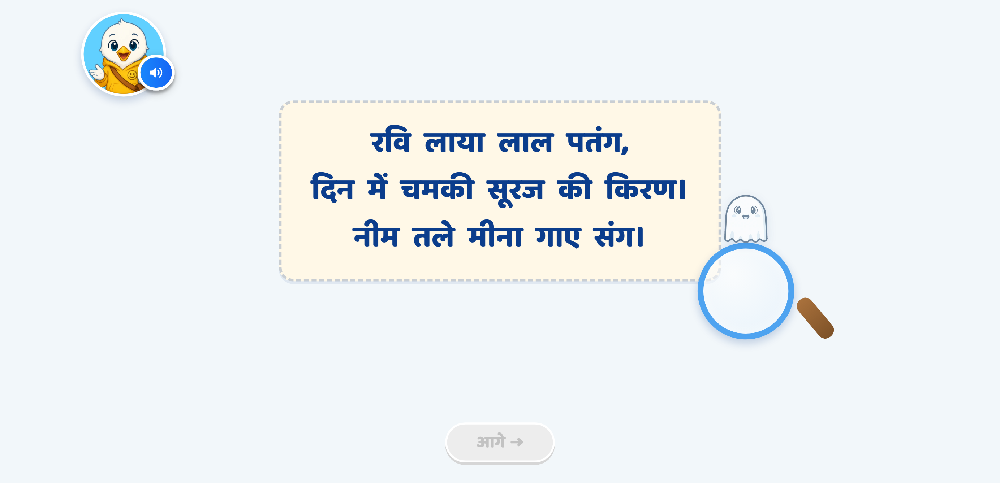 रवि लाया लाल पतंग,
दिन में चमकी सूरज की किरण।
नीम तले मीना गाए संग।
आगे →